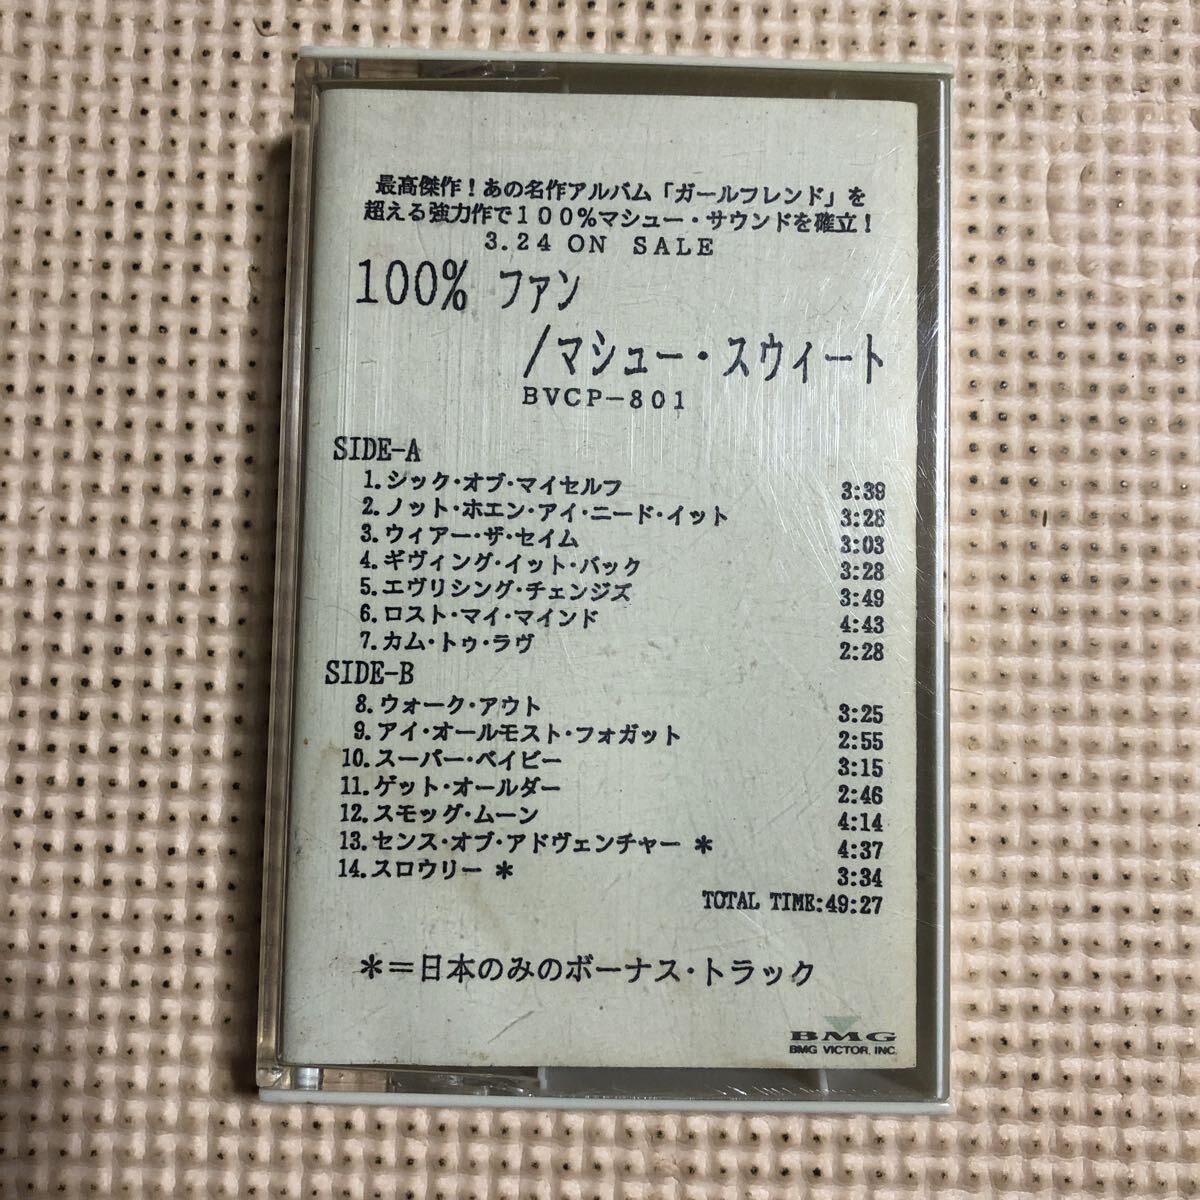 最高傑作！あの名作アルバム「ガールフレンド」を
超える強力作で１００％マシュー・サウンドを確立！
3.24 ON SALE
100% ファン
/マシュー・スウィート
BVCP-801
SIDE-A
1.シック・オブ・マイセルフ 3:39
2.ノット・ホエン・アイ・ニード・イット 3:28
3.ウィアー・ザ・セイム 3:03
4.ギヴィング・イット・バック 3:28
5.エヴリシング・チェンジズ 3:49
6.ロスト・マイ・マインド 4:43
7.カム・トゥ・ラヴ 2:28
SIDE-B
8.ウォーク・アウト 3:25
9.アイ・オールモスト・フォガット 2:55
10.スーパー・ベイビー 3:15
11.ゲット・オールダー 2:46
12.スモッグ・ムーン 4:14
13.センス・オブ・アドヴェンチャー ＊ 4:37
14.スロウリー ＊ 3:34
TOTAL TIME:49:27
＊＝日本のみのボーナス・トラック
BMG
BMG VICTOR, INC.